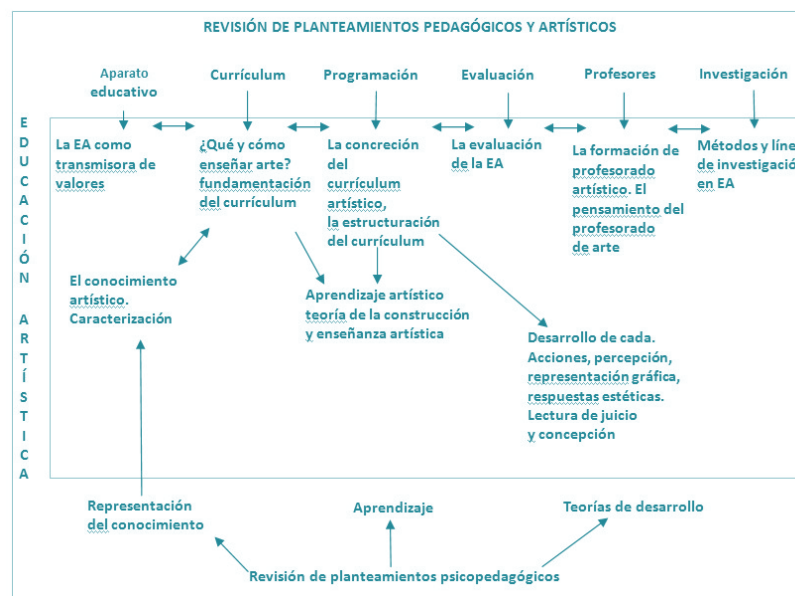 REVISIÓN DE PLANTEAMIENTOS PEDAGÓGICOS Y ARTÍSTICOS
Aparato
educativo
Currículum
Programación
Evaluación
Profesores
Investigación
EDUCACIÓN ARTÍSTICA
La EA como
transmisora de
valores
¿Qué y cómo
enseñar arte?
fundamentación
del currículum
La concreción
del
currículum
artístico,
la estructuración
del currículum
La evaluación
de la EA
La formación de
profesorado
artístico. El
pensamiento del
profesorado
de arte
Métodos y líne
de investigació
en EA
El conocimiento
artístico.
Caracterización
Aprendizaje artístico
teoría de la construcción
y enseñanza artística
Desarrollo de cada.
Acciones, percepción,
representación gráfica,
respuestas estéticas.
Lectura de juicio
y concepción
Representación
del conocimiento
Aprendizaje
Teorías de desarrollo
Revisión de planteamientos psicopedagógicos